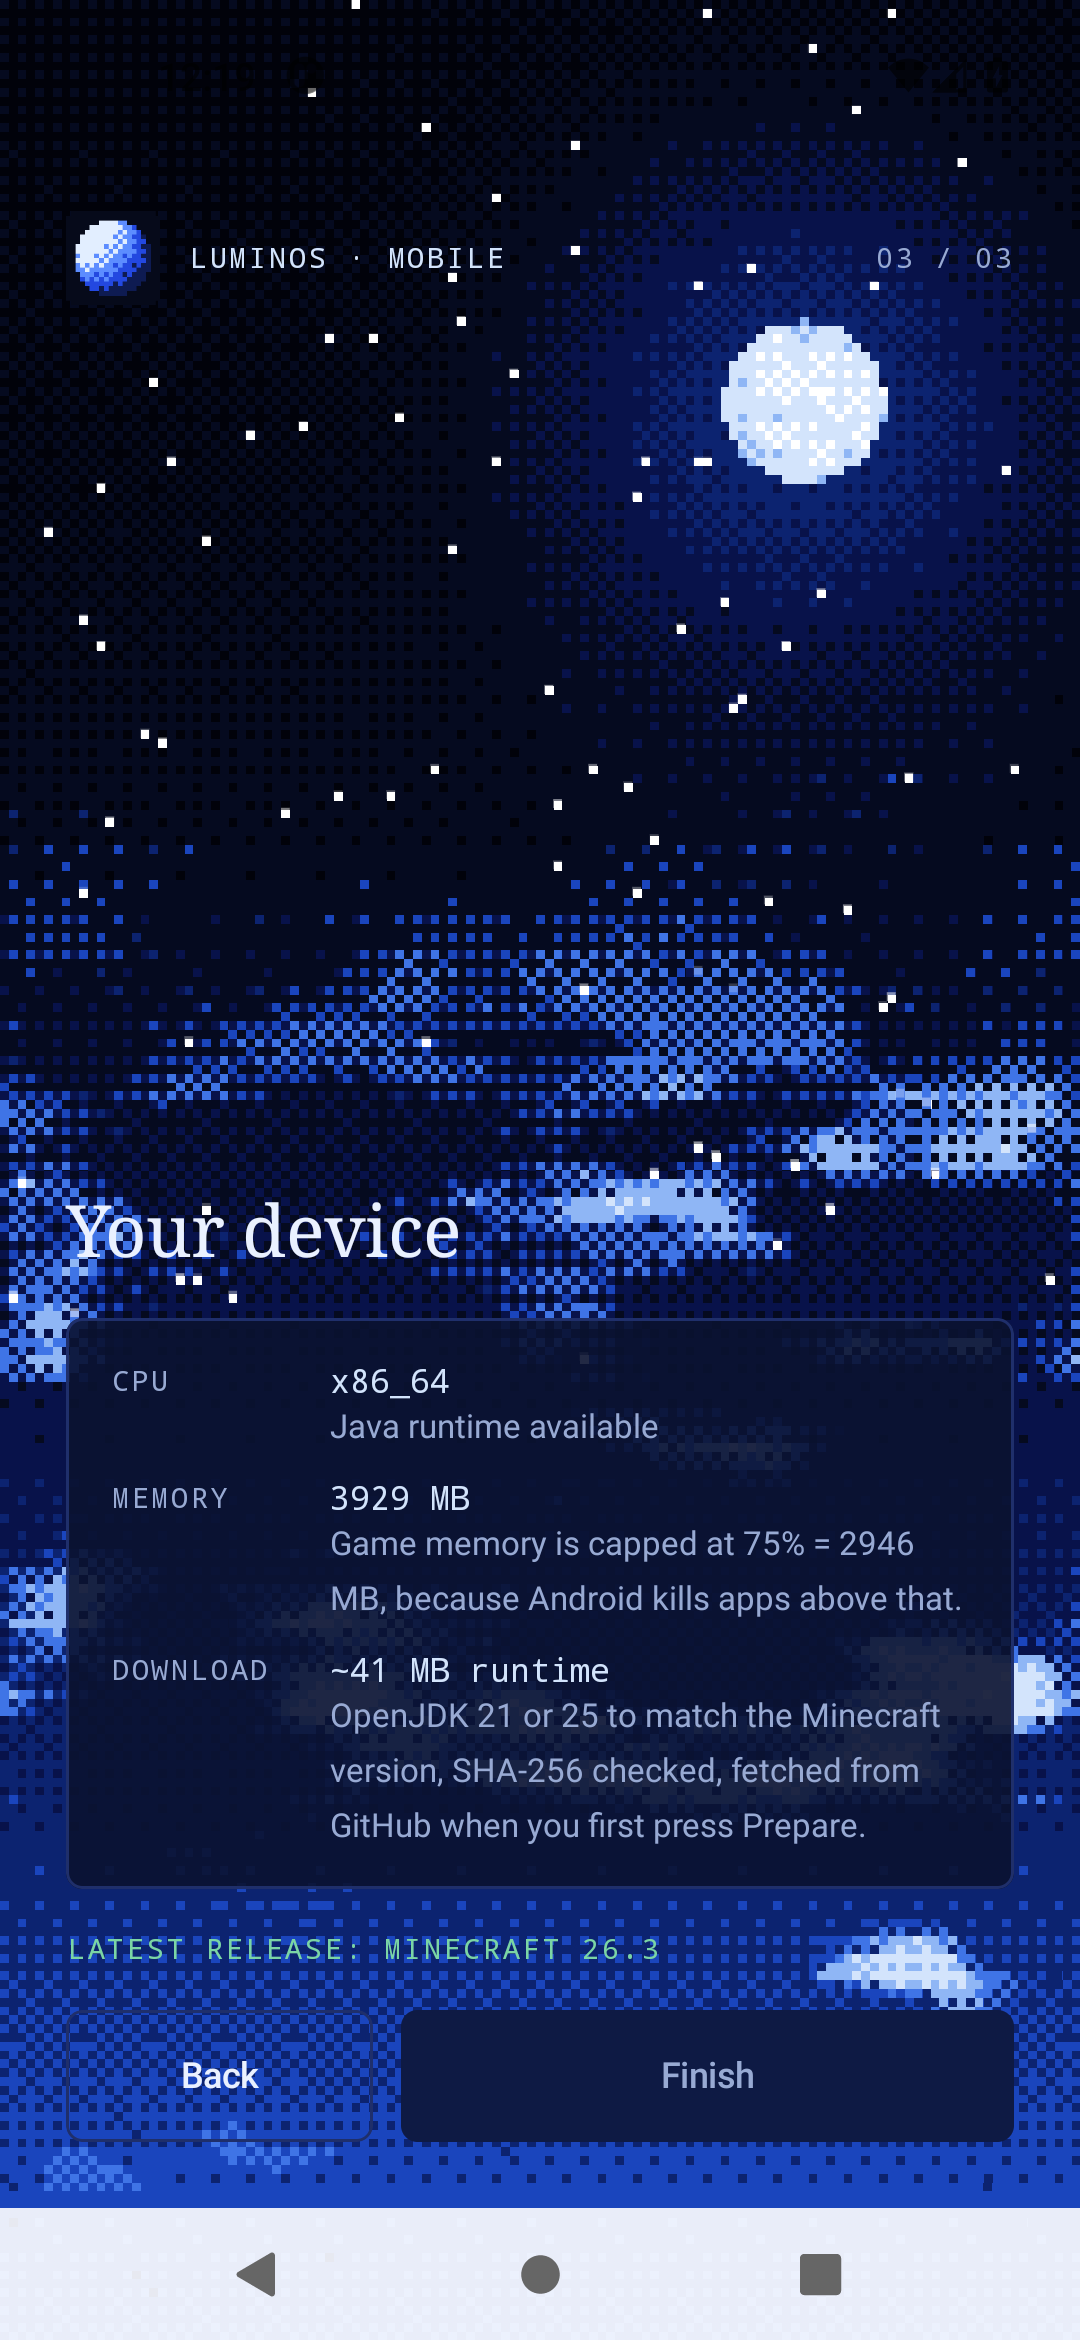 LUMINOS · MOBILE
03 / 03
Your device
CPU
x86_64
Java runtime available
MEMORY
3929 MB
Game memory is capped at 75% = 2946
MB, because Android kills apps above that.
DOWNLOAD
~41 MB runtime
OpenJDK 21 or 25 to match the Minecraft
version, SHA-256 checked, fetched from
GitHub when you first press Prepare.
LATEST RELEASE: MINECRAFT 26.3
Back
Finish